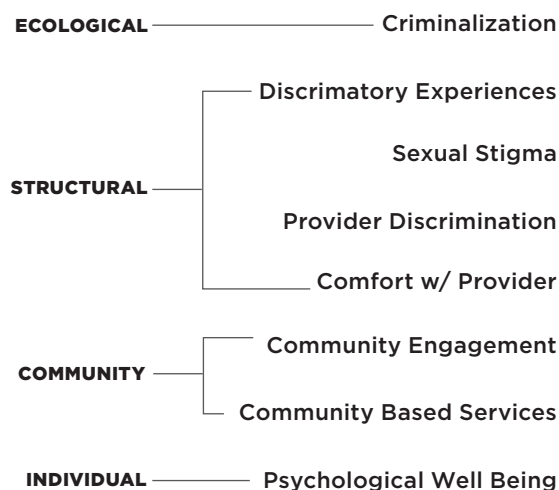 ECOLOGICAL Criminalization
Discrimatory Experiences
Sexual Stigma
STRUCTURAL
Provider Discrimination
Comfort w/ Provider
Community Engagement
COMMUNITY
Community Based Services
INDIVIDUAL Psychological Well Being